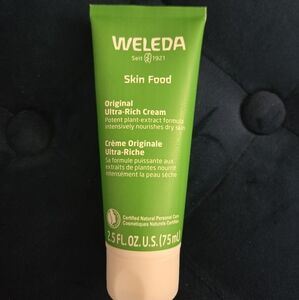 WELEDA
Seit 1921
Skin Food
Original
Ultra-Rich Cream
Potent plant-extract formula
intensively nourishes dry skin
Crème Originale
Ultra-Riche
Sa formule puissante aux
extraits de plantes nourrit
intensément la peau sèche
Certified Natural Personal Care
Cosmétiques Naturels Certifiés
2.5 FL. OZ. U.S. (75 mL)